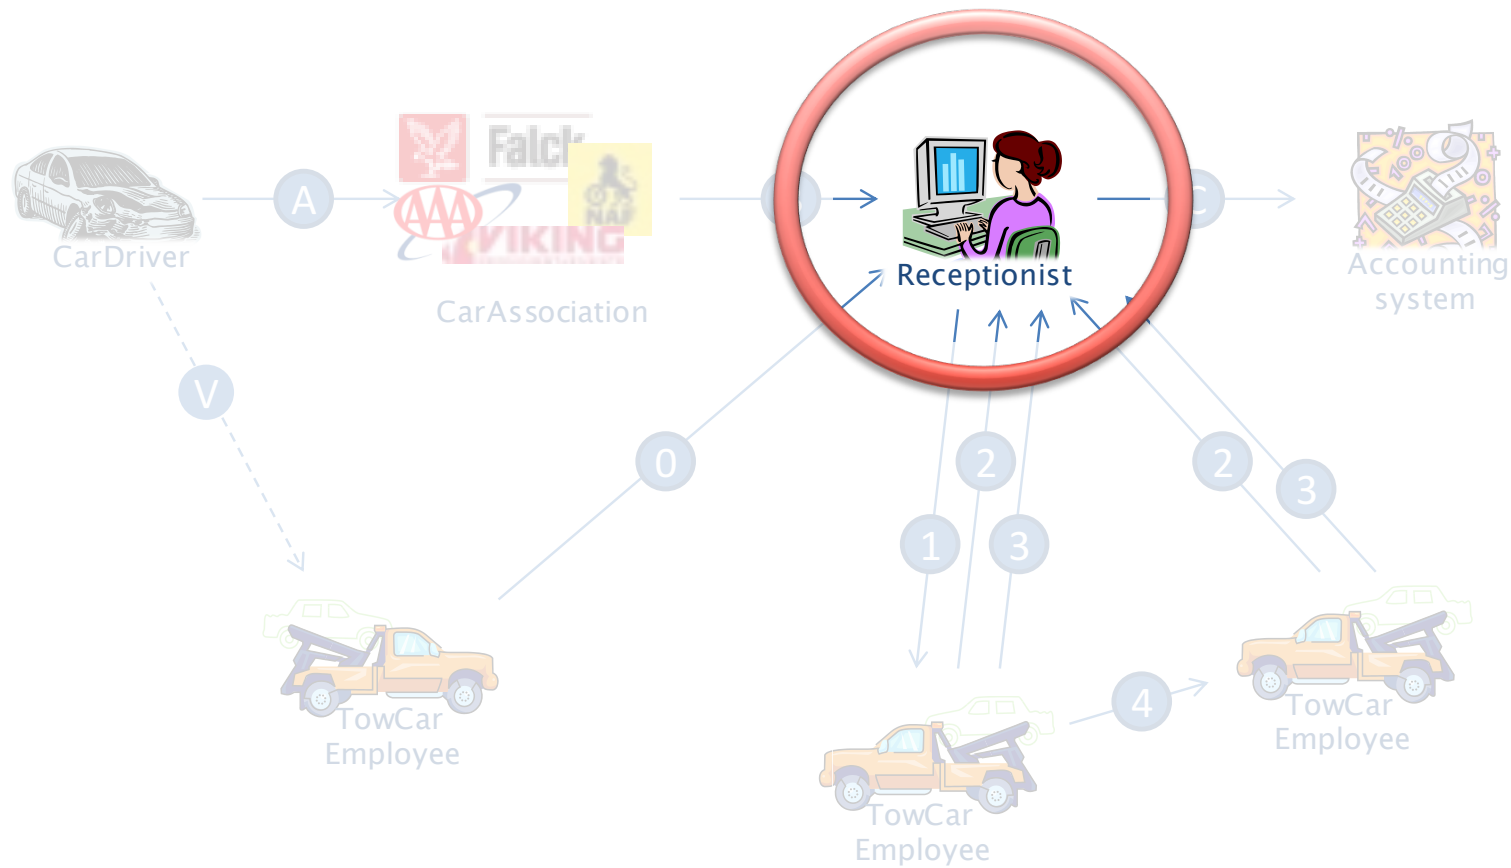 A
Falck
NAF
AAA
VIKING
C
CarDriver
CarAssociation
Receptionist
Accounting
system
V
0
2
2
3
1
3
4
TowCar
Employee
TowCar
Employee
TowCar
Employee